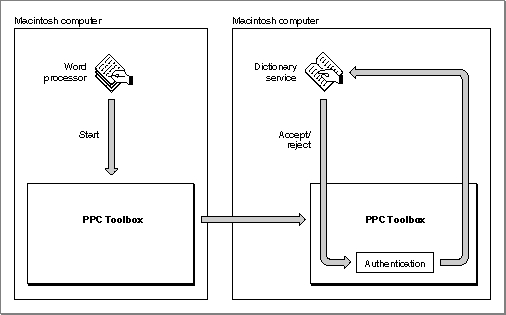 Macintosh computer
Word
processor
Start
PPC Toolbox
Macintosh computer
Dictionary
service
Accept/
reject
PPC Toolbox
Authentication